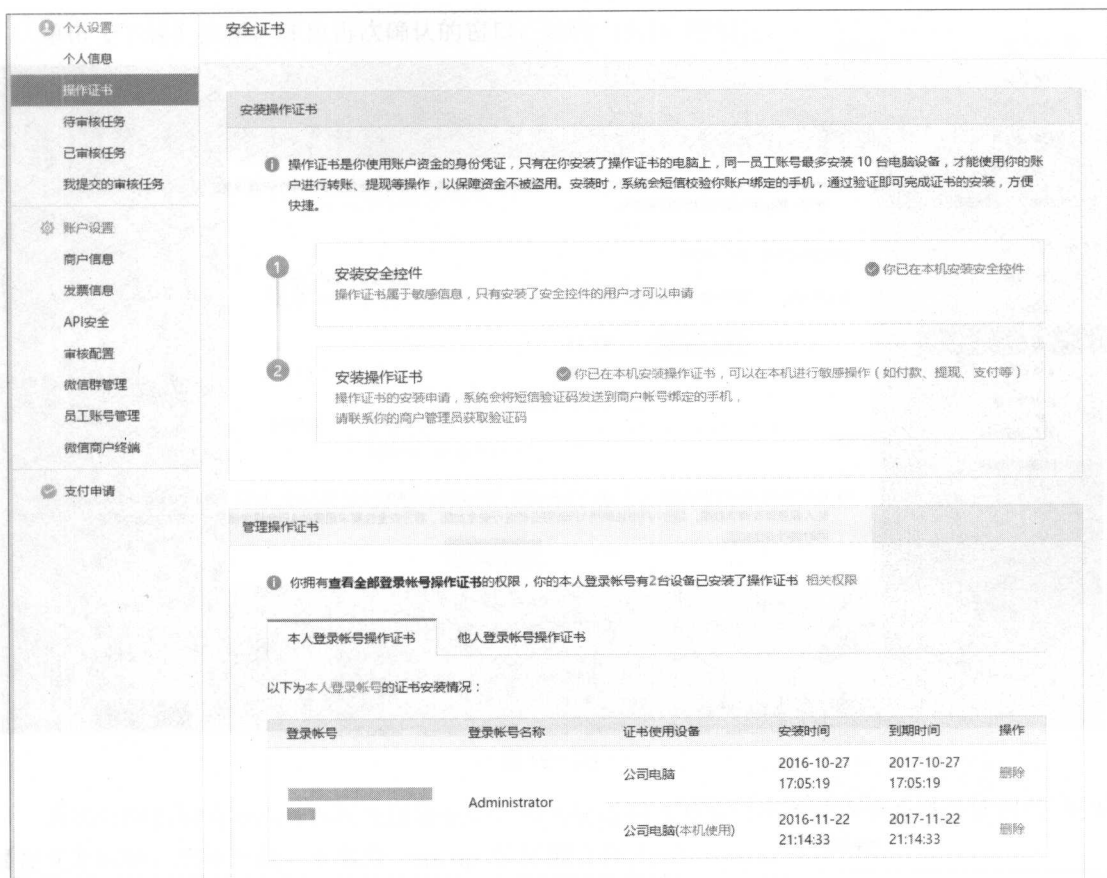 个人设置
个人信息
操作证书
待审核任务
已审核任务
我提交的审核任务
账户设置
商户信息
发票信息
API安全
审核配置
微信群管理
员工账号管理
微信商户终端
支付申请
安全证书
安装操作证书
操作证书是你使用账户资金的身份凭证，只有在你安装了操作证书的电脑上，同一员工账号最多安装 10 台电脑设备，才能使用你的账
户进行转账、提现等操作，以保障资金不被盗用。安装时，系统会短信校验你账户绑定的手机，通过验证即可完成证书的安装，方便
快捷。
1
安装安全控件
你已在本机安装安全控件
操作证书属于敏感信息，只有安装了安全控件的用户才可以申请
2
安装操作证书
你已在本机安装操作证书，可以在本机进行敏感操作（如付款、提现、支付等）
操作证书的安装申请，系统会将短信验证码发送到商户帐号绑定的手机，
请联系你的商户管理员获取验证码
管理操作证书
你拥有查看全部登录帐号操作证书的权限，你的本人登录帐号有2台设备已安装了操作证书 相关权限
本人登录帐号操作证书 他人登录帐号操作证书
以下为本人登录帐号的证书安装情况：
登录帐号 登录帐号名称 证书使用设备 安装时间 到期时间 操作
公司电脑 2016-10-27 2017-10-27 删除
17:05:19 17:05:19
Administrator
公司电脑(本机使用) 2016-11-22 2017-11-22 删除
21:14:33 21:14:33